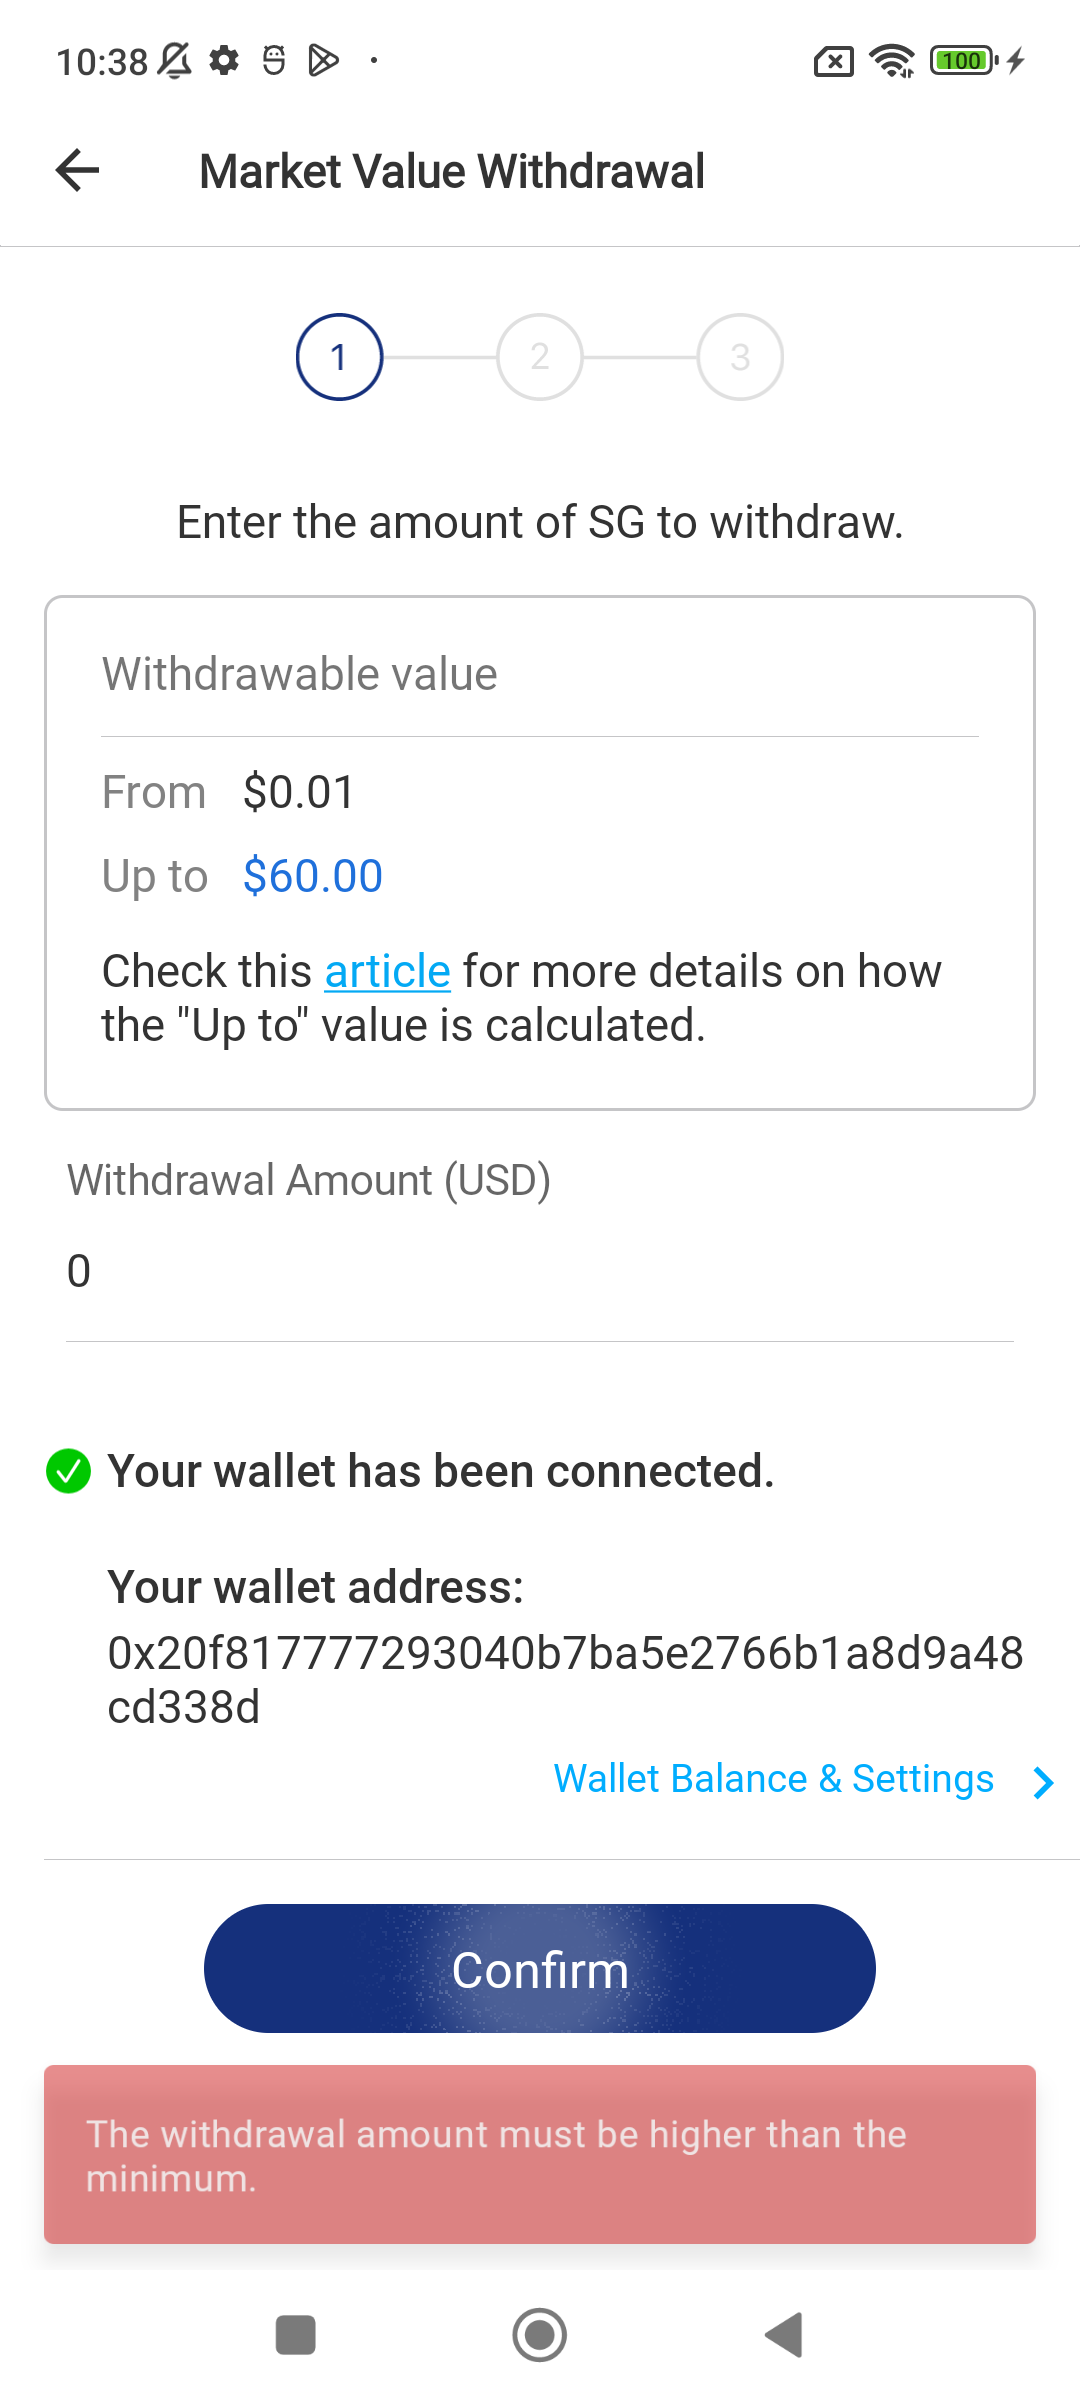 10:38
100
Market Value Withdrawal
1
2
3
Enter the amount of SG to withdraw.
Withdrawable value
From $0.01
Up to $60.00
Check this article for more details on how
the "Up to" value is calculated.
Withdrawal Amount (USD)
0
Your wallet has been connected.
Your wallet address:
0x20f817777293040b7ba5e2766b1a8d9a48
cd338d
Wallet Balance & Settings
Confirm
The withdrawal amount must be higher than the
minimum.